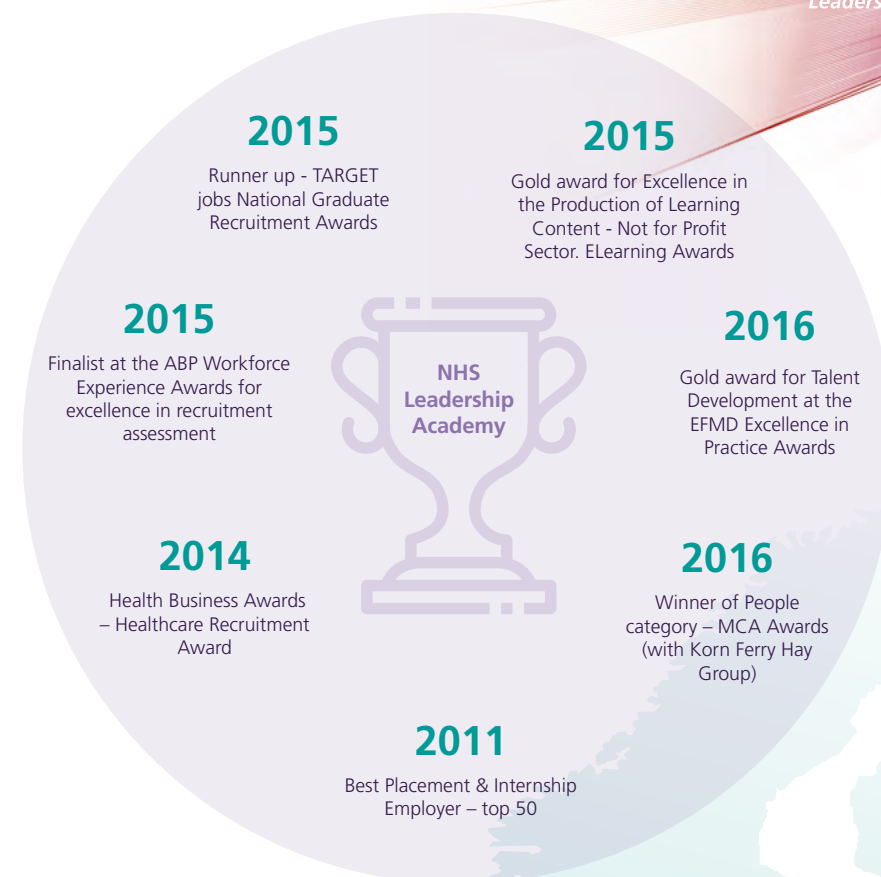 Leaders
2015
Runner up - TARGET
jobs National Graduate
Recruitment Awards
2015
Gold award for Excellence in
the Production of Learning
Content - Not for Profit
Sector. ELearning Awards
2015
Finalist at the ABP Workforce
Experience Awards for
excellence in recruitment
assessment
NHS
Leadership
Academy
2016
Gold award for Talent
Development at the
EFMD Excellence in
Practice Awards
2014
Health Business Awards
– Healthcare Recruitment
Award
2016
Winner of People
category – MCA Awards
(with Korn Ferry Hay
Group)
2011
Best Placement & Internship
Employer – top 50